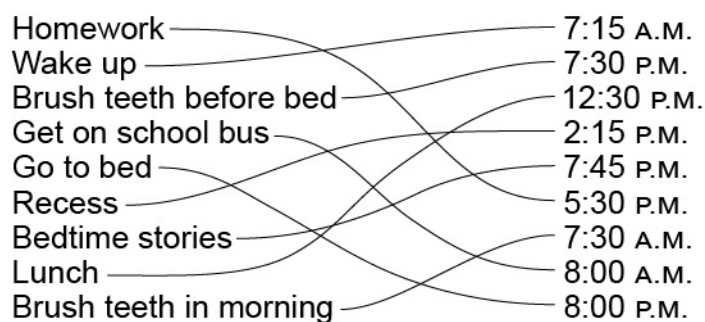 Homework 7:15 A.M.
Wake up 7:30 P.M.
Brush teeth before bed 12:30 P.M.
Get on school bus 2:15 P.M.
Go to bed 7:45 P.M.
Recess 5:30 P.M.
Bedtime stories 7:30 A.M.
Lunch 8:00 A.M.
Brush teeth in morning 8:00 P.M.